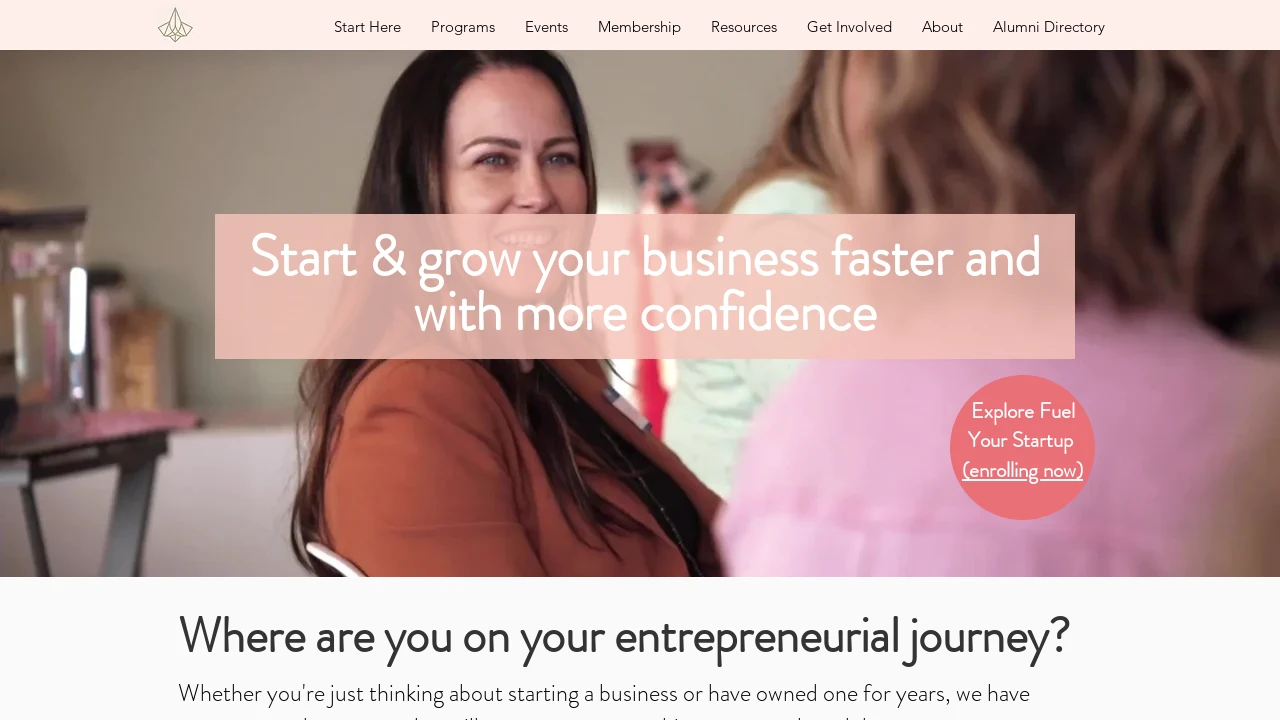 Start Here Programs Events Membership Resources Get Involved About Alumni Directory
Start & grow your business faster and
with more confidence
Explore Fuel
Your Startup
(enrolling now)
Where are you on your entrepreneurial journey?
Whether you're just thinking about starting a business or have owned one for years, we have